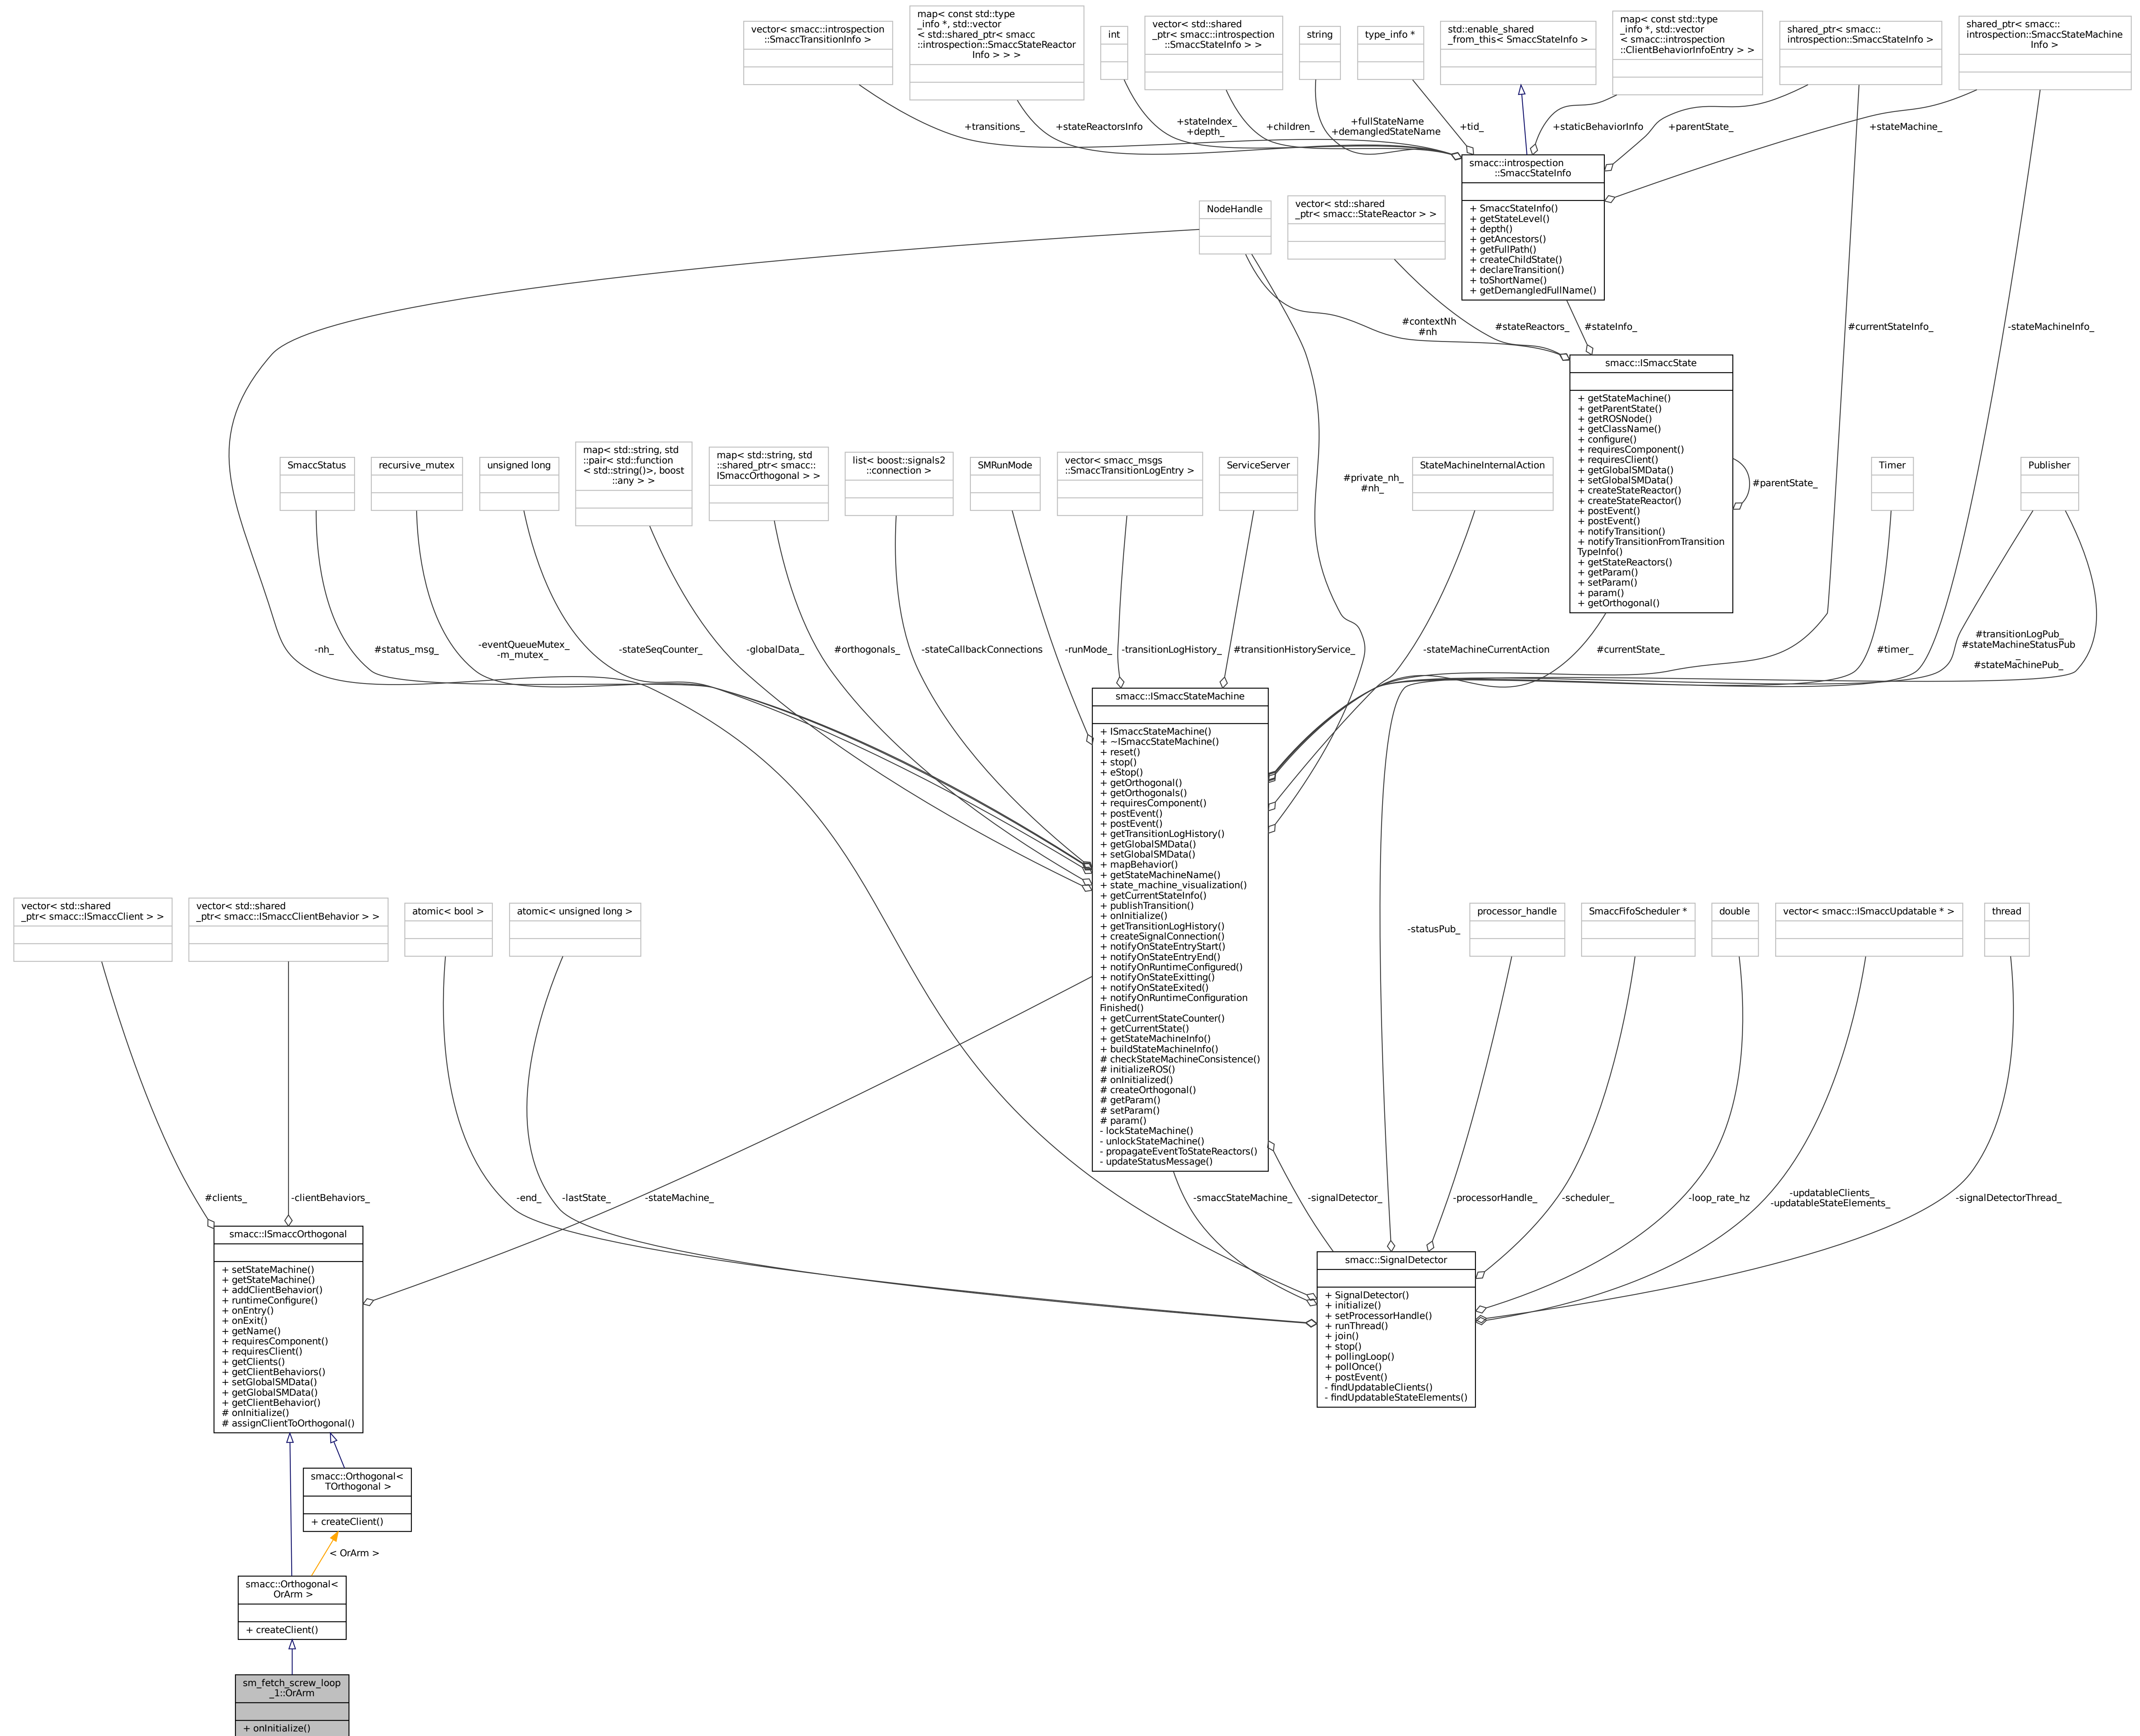 vector< smacc::introspection
::SmaccTransitionInfo >
map< const std::type
_info *, std::vector
< std::shared_ptr< smacc
::introspection::SmaccStateReactor
Info > > >
int
vector< std::shared
_ptr< smacc::introspection
::SmaccStateInfo > >
string
type_info *
std::enable_shared
_from_this< SmaccStateInfo >
map< const std::type
_info *, std::vector
< smacc::introspection
::ClientBehaviorInfoEntry > >
shared_ptr< smacc::
introspection::SmaccStateInfo >
shared_ptr< smacc::
introspection::SmaccStateMachine
Info >
+transitions_
+stateReactorsInfo
+stateIndex_
+depth_
+children_
+fullStateName
+demangledStateName
+tid_
+staticBehaviorInfo
+parentState_
+stateMachine_
smacc::introspection
::SmaccStateInfo
+ SmaccStateInfo()
+ getStateLevel()
+ depth()
+ getAncestors()
+ getFullPath()
+ createChildState()
+ declareTransition()
+ toShortName()
+ getDemangledFullName()
NodeHandle
vector< std::shared
_ptr< smacc::StateReactor > >
#contextNh
#nh
#stateReactors_
#stateInfo_
#currentStateInfo_
-stateMachineInfo_
smacc::ISmaccState
+ getStateMachine()
+ getParentState()
+ getROSNode()
+ getClassName()
+ configure()
+ requiresComponent()
+ requiresClient()
+ getGlobalSMData()
+ setGlobalSMData()
+ createStateReactor()
+ createStateReactor()
+ postEvent()
+ postEvent()
+ notifyTransition()
+ notifyTransitionFromTransition
TypeInfo()
+ getStateReactors()
+ getParam()
+ setParam()
+ param()
+ getOrthogonal()
#parentState_
SmaccStatus
recursive_mutex
unsigned long
map< std::string, std
::pair< std::function
< std::string()>, boost
::any > >
map< std::string, std
::shared_ptr< smacc::
ISmaccOrthogonal > >
list< boost::signals2
::connection >
SMRunMode
vector< smacc_msgs
::SmaccTransitionLogEntry >
ServiceServer
#private_nh_
#nh_
StateMachineInternalAction
Timer
Publisher
-nh_
#status_msg_
-eventQueueMutex_
-m_mutex_
-stateSeqCounter_
-globalData_
#orthogonals_
-stateCallbackConnections
-runMode_
-transitionLogHistory_
#transitionHistoryService_
-stateMachineCurrentAction
#currentState_
#timer_
#transitionLogPub_
#stateMachineStatusPub
_
#stateMachinePub_
smacc::ISmaccStateMachine
+ ISmaccStateMachine()
+ ~ISmaccStateMachine()
+ reset()
+ stop()
+ eStop()
+ getOrthogonal()
+ getOrthogonals()
+ requiresComponent()
+ postEvent()
+ postEvent()
+ getTransitionLogHistory()
+ getGlobalSMData()
+ setGlobalSMData()
+ mapBehavior()
+ getStateMachineName()
+ state_machine_visualization()
+ getCurrentStateInfo()
+ publishTransition()
+ onInitialize()
+ getTransitionLogHistory()
+ createSignalConnection()
+ notifyOnStateEntryStart()
+ notifyOnStateEntryEnd()
+ notifyOnRuntimeConfigured()
+ notifyOnStateExitting()
+ notifyOnStateExited()
+ notifyOnRuntimeConfiguration
Finished()
+ getCurrentStateCounter()
+ getCurrentState()
+ getStateMachineInfo()
+ buildStateMachineInfo()
# checkStateMachineConsistence()
# initializeROS()
# onInitialized()
# createOrthogonal()
# getParam()
# setParam()
# param()
- lockStateMachine()
- unlockStateMachine()
- propagateEventToStateReactors()
- updateStatusMessage()
vector< std::shared
_ptr< smacc::ISmaccClient > >
vector< std::shared
_ptr< smacc::ISmaccClientBehavior > >
atomic< bool >
atomic< unsigned long >
-statusPub_
processor_handle
SmaccFifoScheduler *
double
vector< smacc::ISmaccUpdatable * >
thread
#clients_
-clientBehaviors_
-end_
-lastState_
-stateMachine_
-smaccStateMachine_
-signalDetector_
-processorHandle_
-scheduler_
-loop_rate_hz
-updatableClients_
-updatableStateElements_
-signalDetectorThread_
smacc::ISmaccOrthogonal
+ setStateMachine()
+ getStateMachine()
+ addClientBehavior()
+ runtimeConfigure()
+ onEntry()
+ onExit()
+ getName()
+ requiresComponent()
+ requiresClient()
+ getClients()
+ getClientBehaviors()
+ setGlobalSMData()
+ getGlobalSMData()
+ getClientBehavior()
# onInitialize()
# assignClientToOrthogonal()
smacc::SignalDetector
+ SignalDetector()
+ initialize()
+ setProcessorHandle()
+ runThread()
+ join()
+ stop()
+ pollingLoop()
+ pollOnce()
+ postEvent()
- findUpdatableClients()
- findUpdatableStateElements()
smacc::Orthogonal<
TOrthogonal >
+ createClient()
< OrArm >
smacc::Orthogonal<
OrArm >
+ createClient()
sm_fetch_screw_loop
_1::OrArm
+ onInitialize()